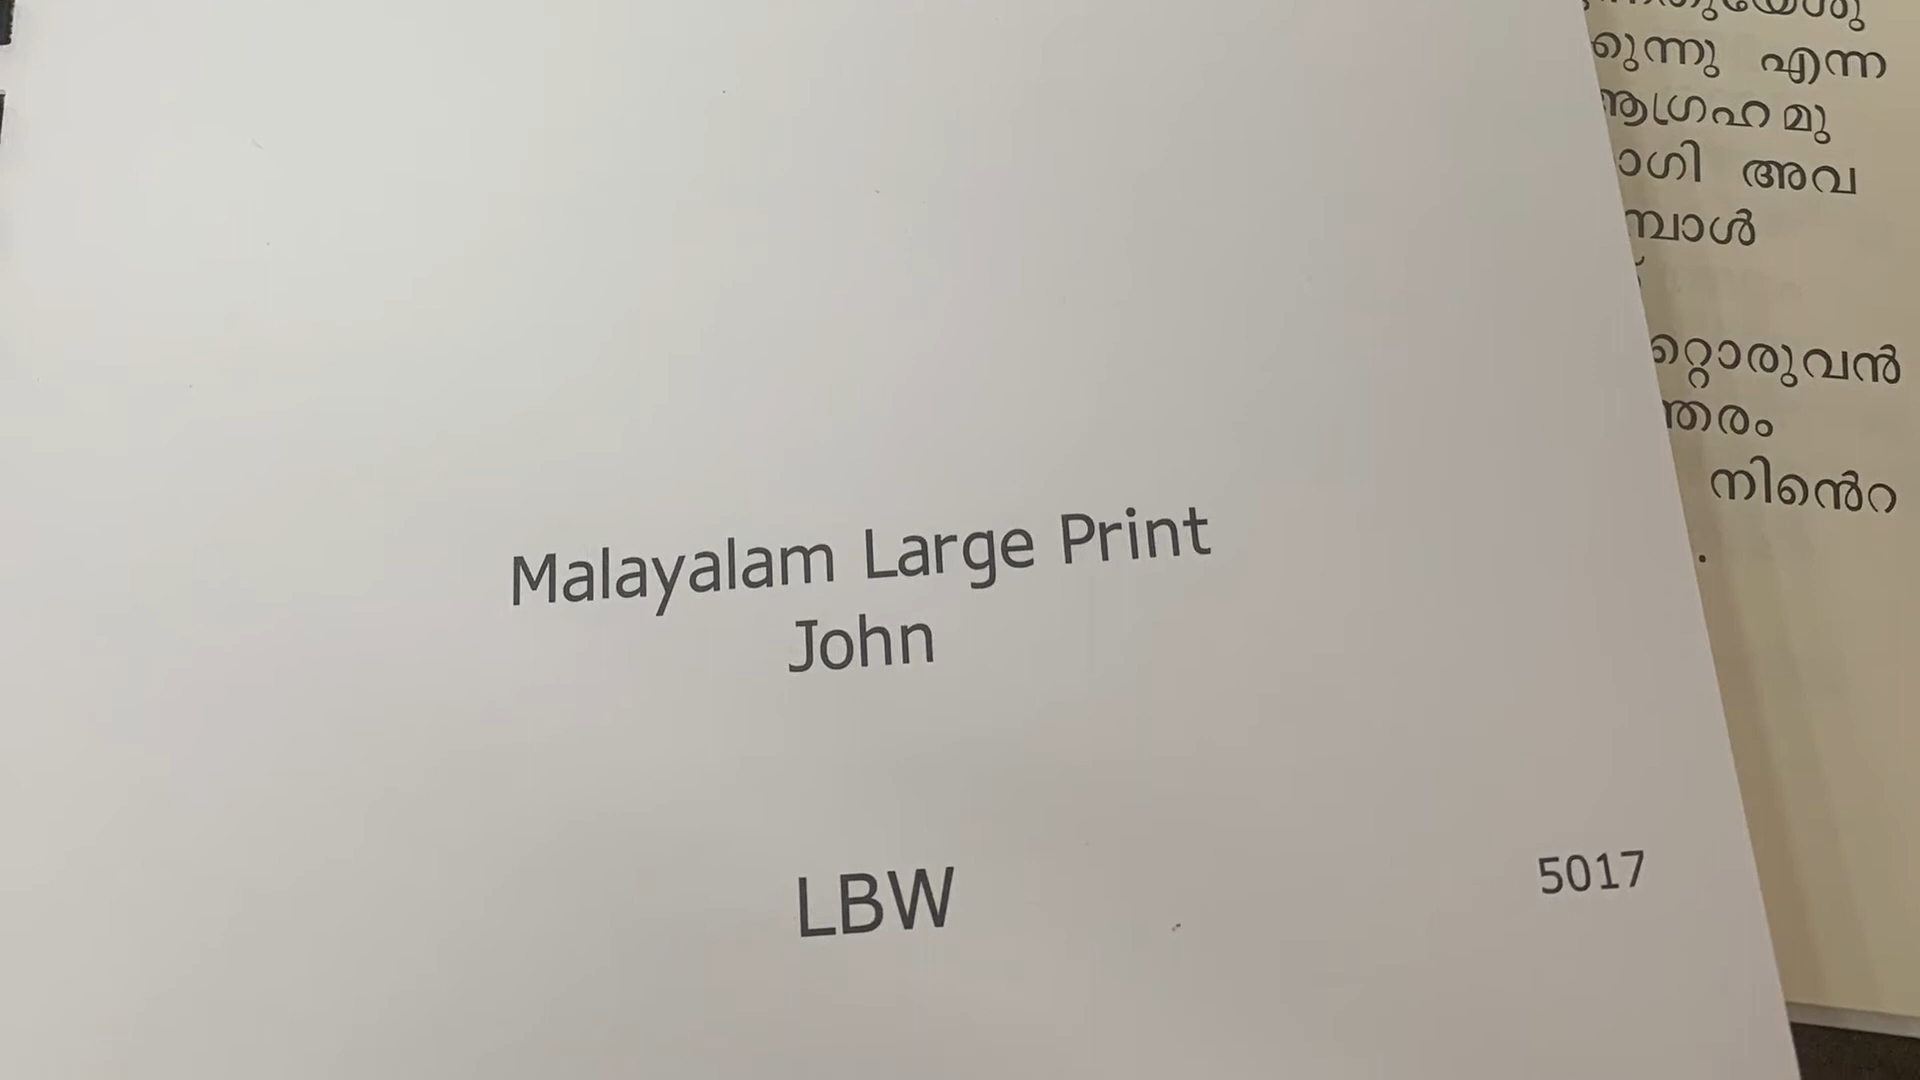 Malayalam Large Print
John
LBW
5017
എന്ന
ആഗ്രഹമു
ാഗി അവ
മ്പാൾ
റ്റൊരുവൻ
ത്തരം
നിൻെറ
.